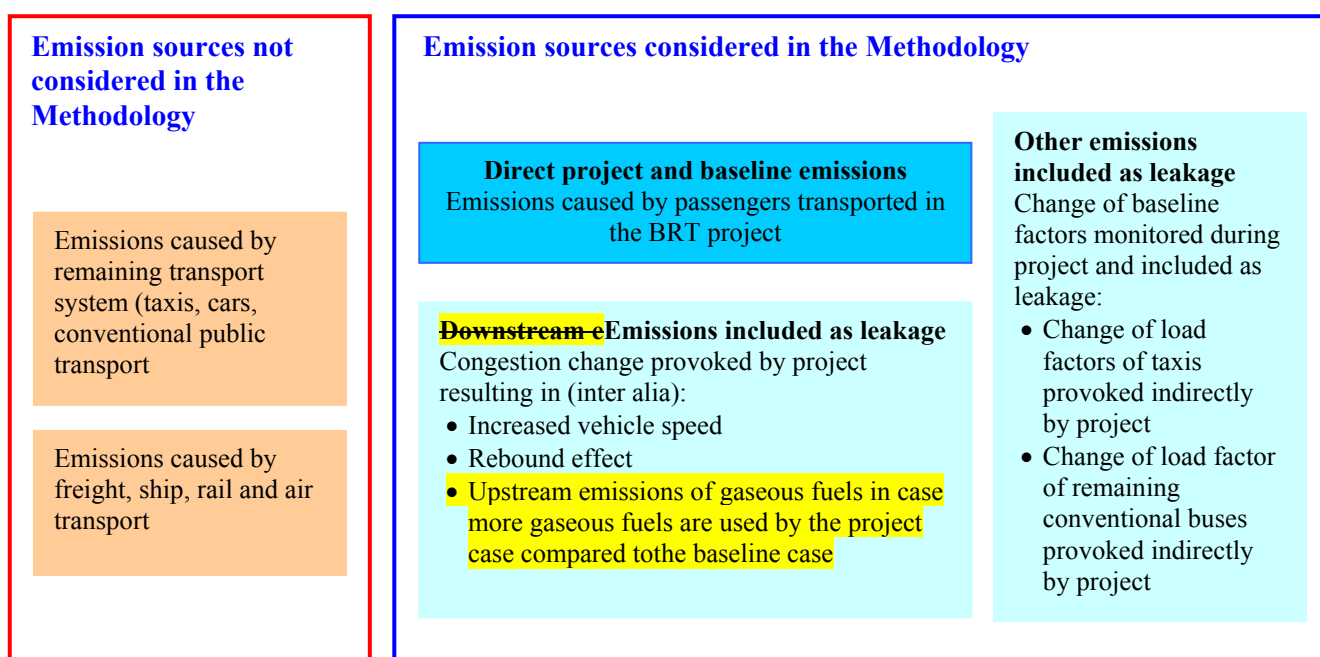 Emission sources not
considered in the
Methodology
Emissions caused by
remaining transport
system (taxis, cars,
conventional public
transport
Emissions caused by
freight, ship, rail and air
transport
Emission sources considered in the Methodology
Direct project and baseline emissions
Emissions caused by passengers transported in
the BRT project
Downstream eEmissions included as leakage
Congestion change provoked by project
resulting in (inter alia):
• Increased vehicle speed
• Rebound effect
• Upstream emissions of gaseous fuels in case
more gaseous fuels are used by the project
case compared tothe baseline case
Other emissions
included as leakage
Change of baseline
factors monitored during
project and included as
leakage:
• Change of load
factors of taxis
provoked indirectly
by project
• Change of load factor
of remaining
conventional buses
provoked indirectly
by project